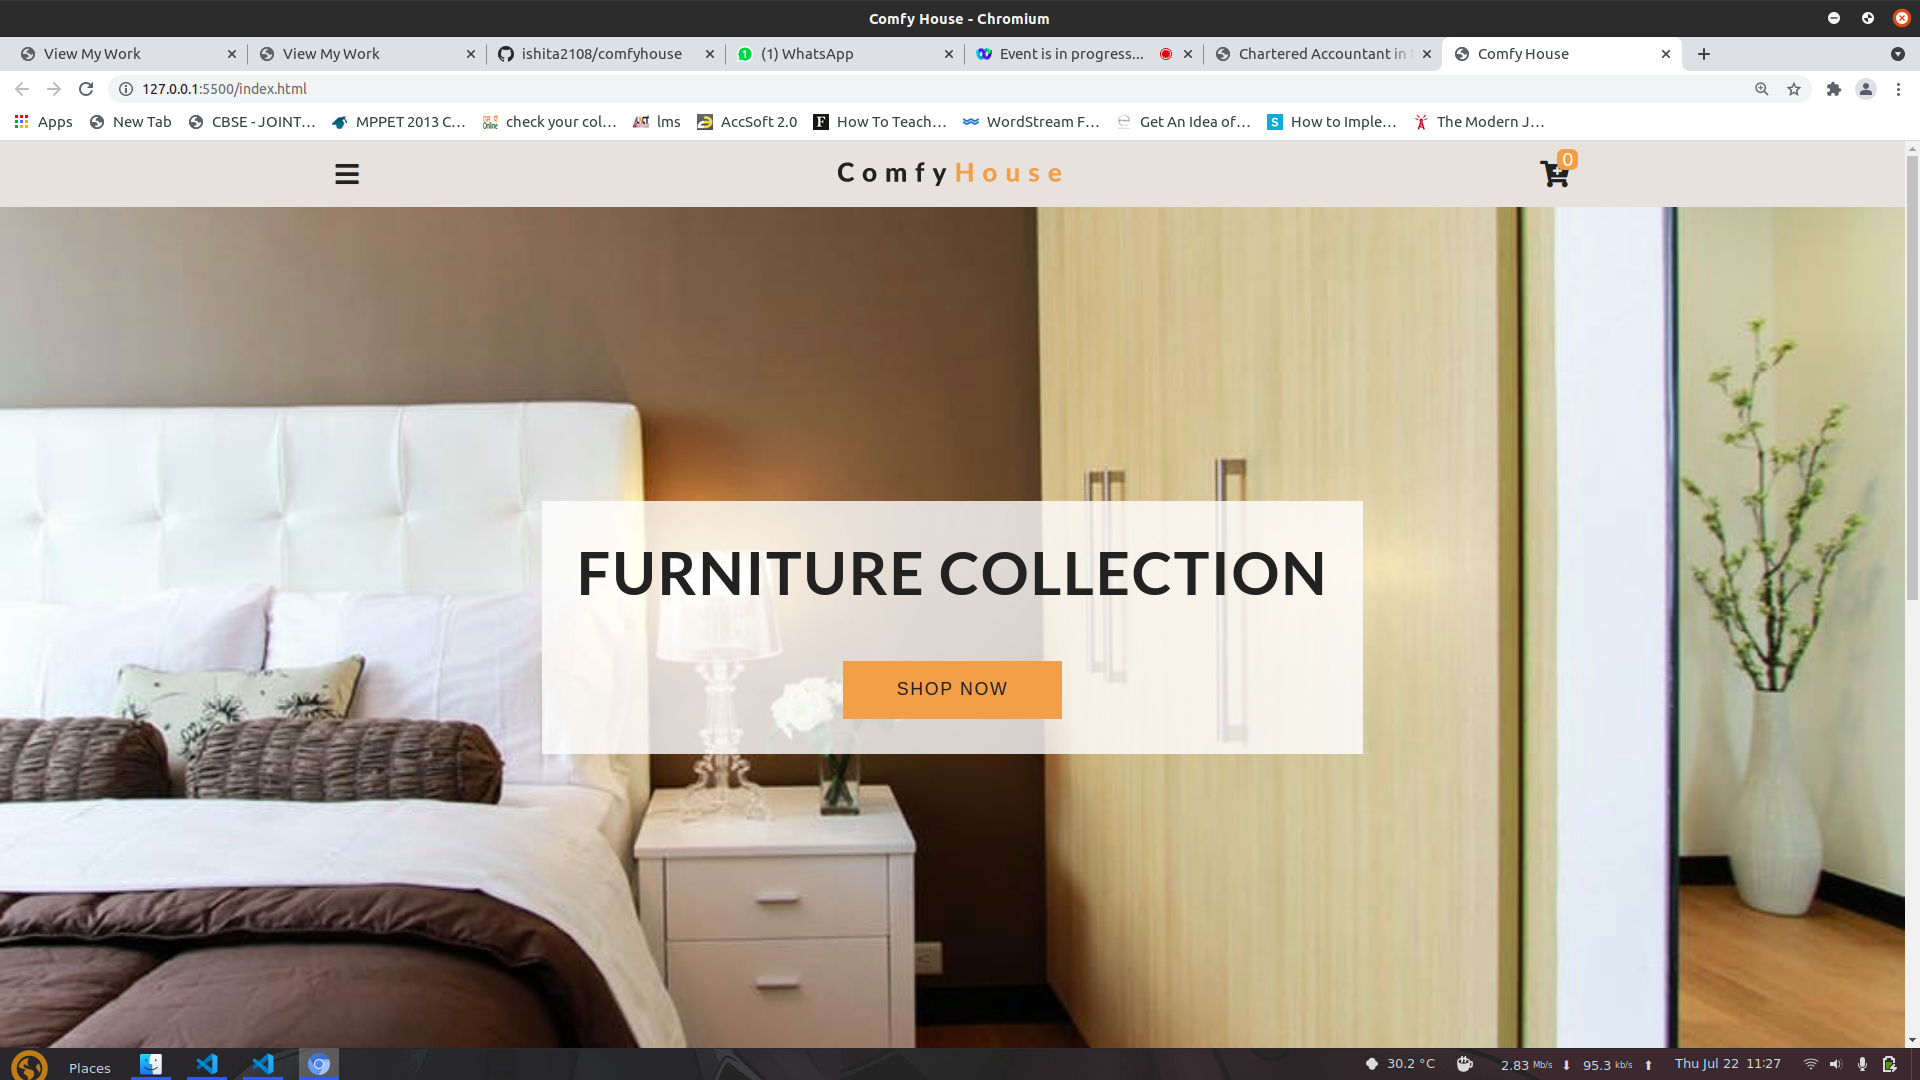 Comfy House - Chromium
View My Work
View My Work
ishita2108/comfyhouse
(1) WhatsApp
Event is in progress...
Chartered Accountant in
Comfy House
127.0.0.1:5500/index.html
Apps
New Tab
CBSE - JOINT...
MPPET 2013 C...
check your col...
lms
AccSoft 2.0
How To Teach...
WordStream F...
Get An Idea of...
How to Imple...
The Modern J...
ComfyHouse
0
FURNITURE COLLECTION
SHOP NOW
Places
30.2 °C
2.83 Mb/s
95.3 kb/s
Thu Jul 22 11:27